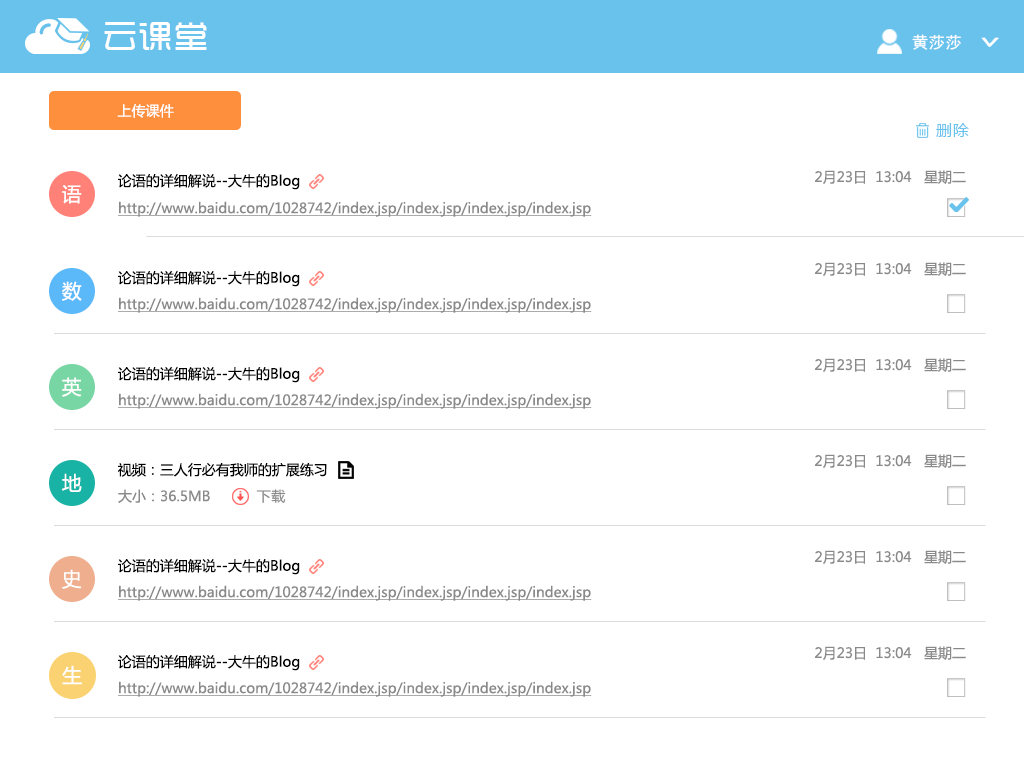 云课堂
黄莎莎
上传课件
删除
语
论语的详细解说--大牛的Blog
2月23日 13:04 星期二
http://www.baidu.com/1028742/index.jsp/index.jsp/index.jsp/index.jsp
数
论语的详细解说--大牛的Blog
2月23日 13:04 星期二
http://www.baidu.com/1028742/index.jsp/index.jsp/index.jsp/index.jsp
英
论语的详细解说--大牛的Blog
2月23日 13:04 星期二
http://www.baidu.com/1028742/index.jsp/index.jsp/index.jsp/index.jsp
地
视频：三人行必有我师的扩展练习
2月23日 13:04 星期二
大小：36.5MB 下载
史
论语的详细解说--大牛的Blog
2月23日 13:04 星期二
http://www.baidu.com/1028742/index.jsp/index.jsp/index.jsp/index.jsp
生
论语的详细解说--大牛的Blog
2月23日 13:04 星期二
http://www.baidu.com/1028742/index.jsp/index.jsp/index.jsp/index.jsp